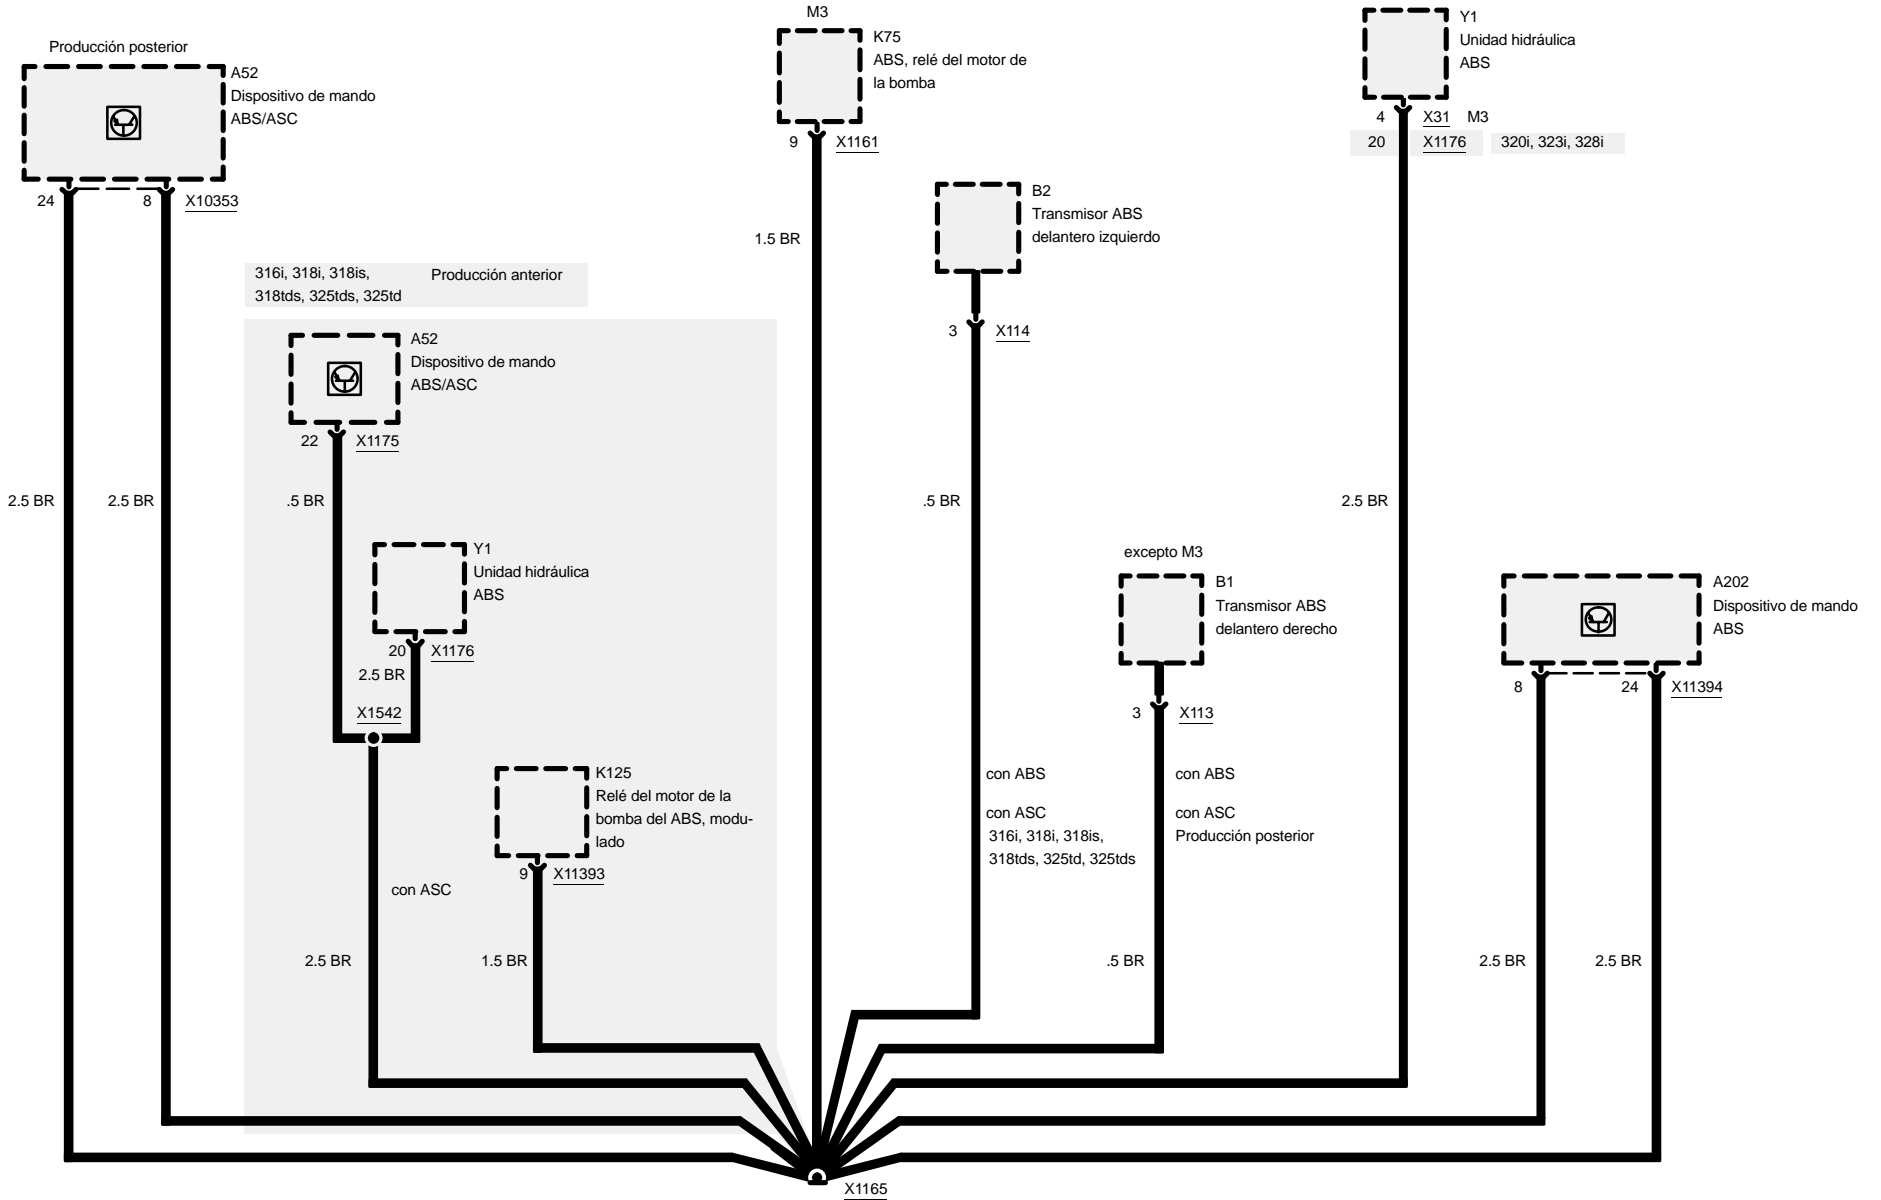 Producción posterior
A52
Dispositivo de mando
ABS/ASC
24
8
X10353
2.5 BR
2.5 BR
316i, 318i, 318is,
318tds, 325tds, 325td
Producción anterior
A52
Dispositivo de mando
ABS/ASC
22
X1175
.5 BR
Y1
Unidad hidráulica
ABS
20
X1176
2.5 BR
X1542
con ASC
2.5 BR
K125
Relé del motor de la
bomba del ABS, modu-
lado
9
X11393
1.5 BR
M3
K75
ABS, relé del motor de
la bomba
9
X1161
1.5 BR
B2
Transmisor ABS
delantero izquierdo
3
X114
.5 BR
con ABS
con ASC
316i, 318i, 318is,
318tds, 325td, 325tds
excepto M3
B1
Transmisor ABS
delantero derecho
3
X113
con ABS
con ASC
Producción posterior
.5 BR
Y1
Unidad hidráulica
ABS
4
X31
M3
20
X1176
320i, 323i, 328i
2.5 BR
A202
Dispositivo de mando
ABS
8
24
X11394
2.5 BR
2.5 BR
X1165